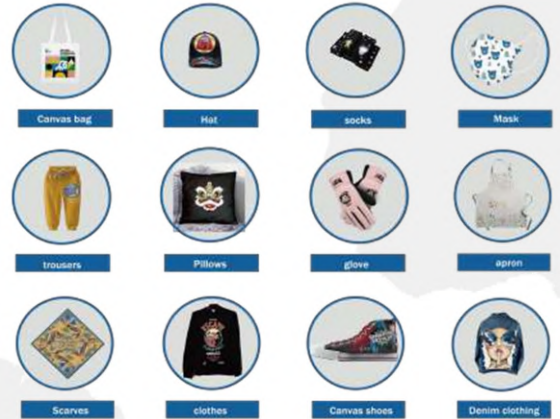 Canvas bag
Hat
socks
Mask
trousers
Pillows
glove
apron
Scarves
clothes
Canvas shoes
Denim clothing